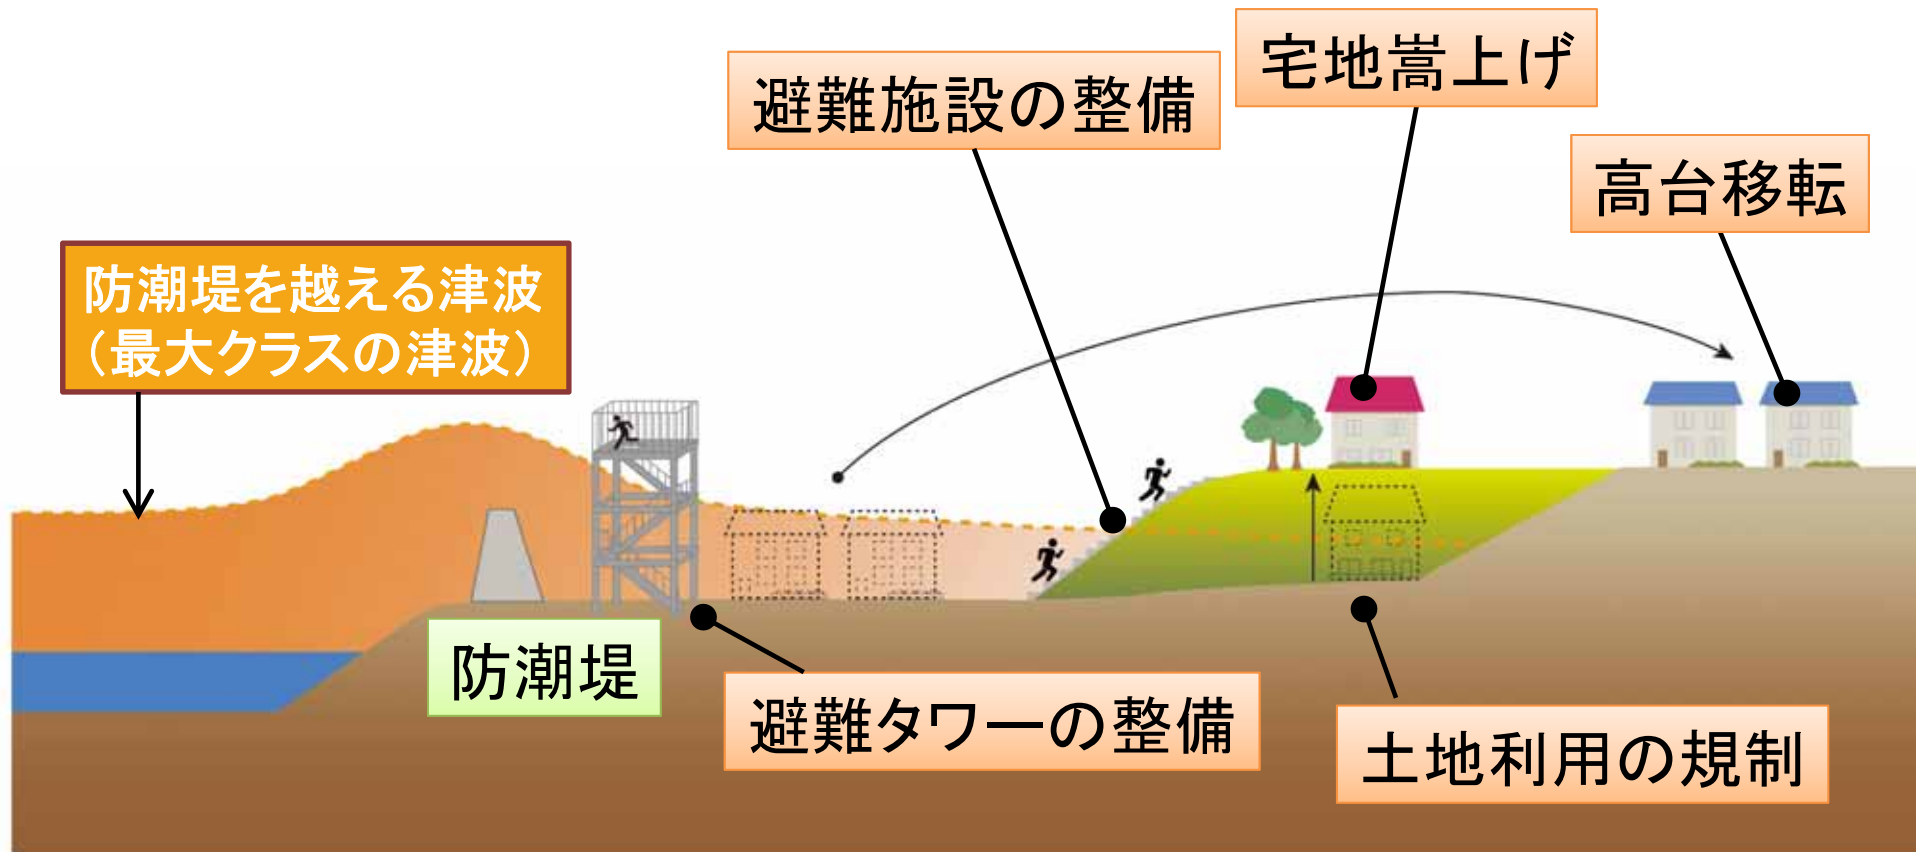 宅地嵩上げ
避難施設の整備
高台移転
防潮堤を越える津波
（最大クラスの津波）
防潮堤
避難タワーの整備
土地利用の規制